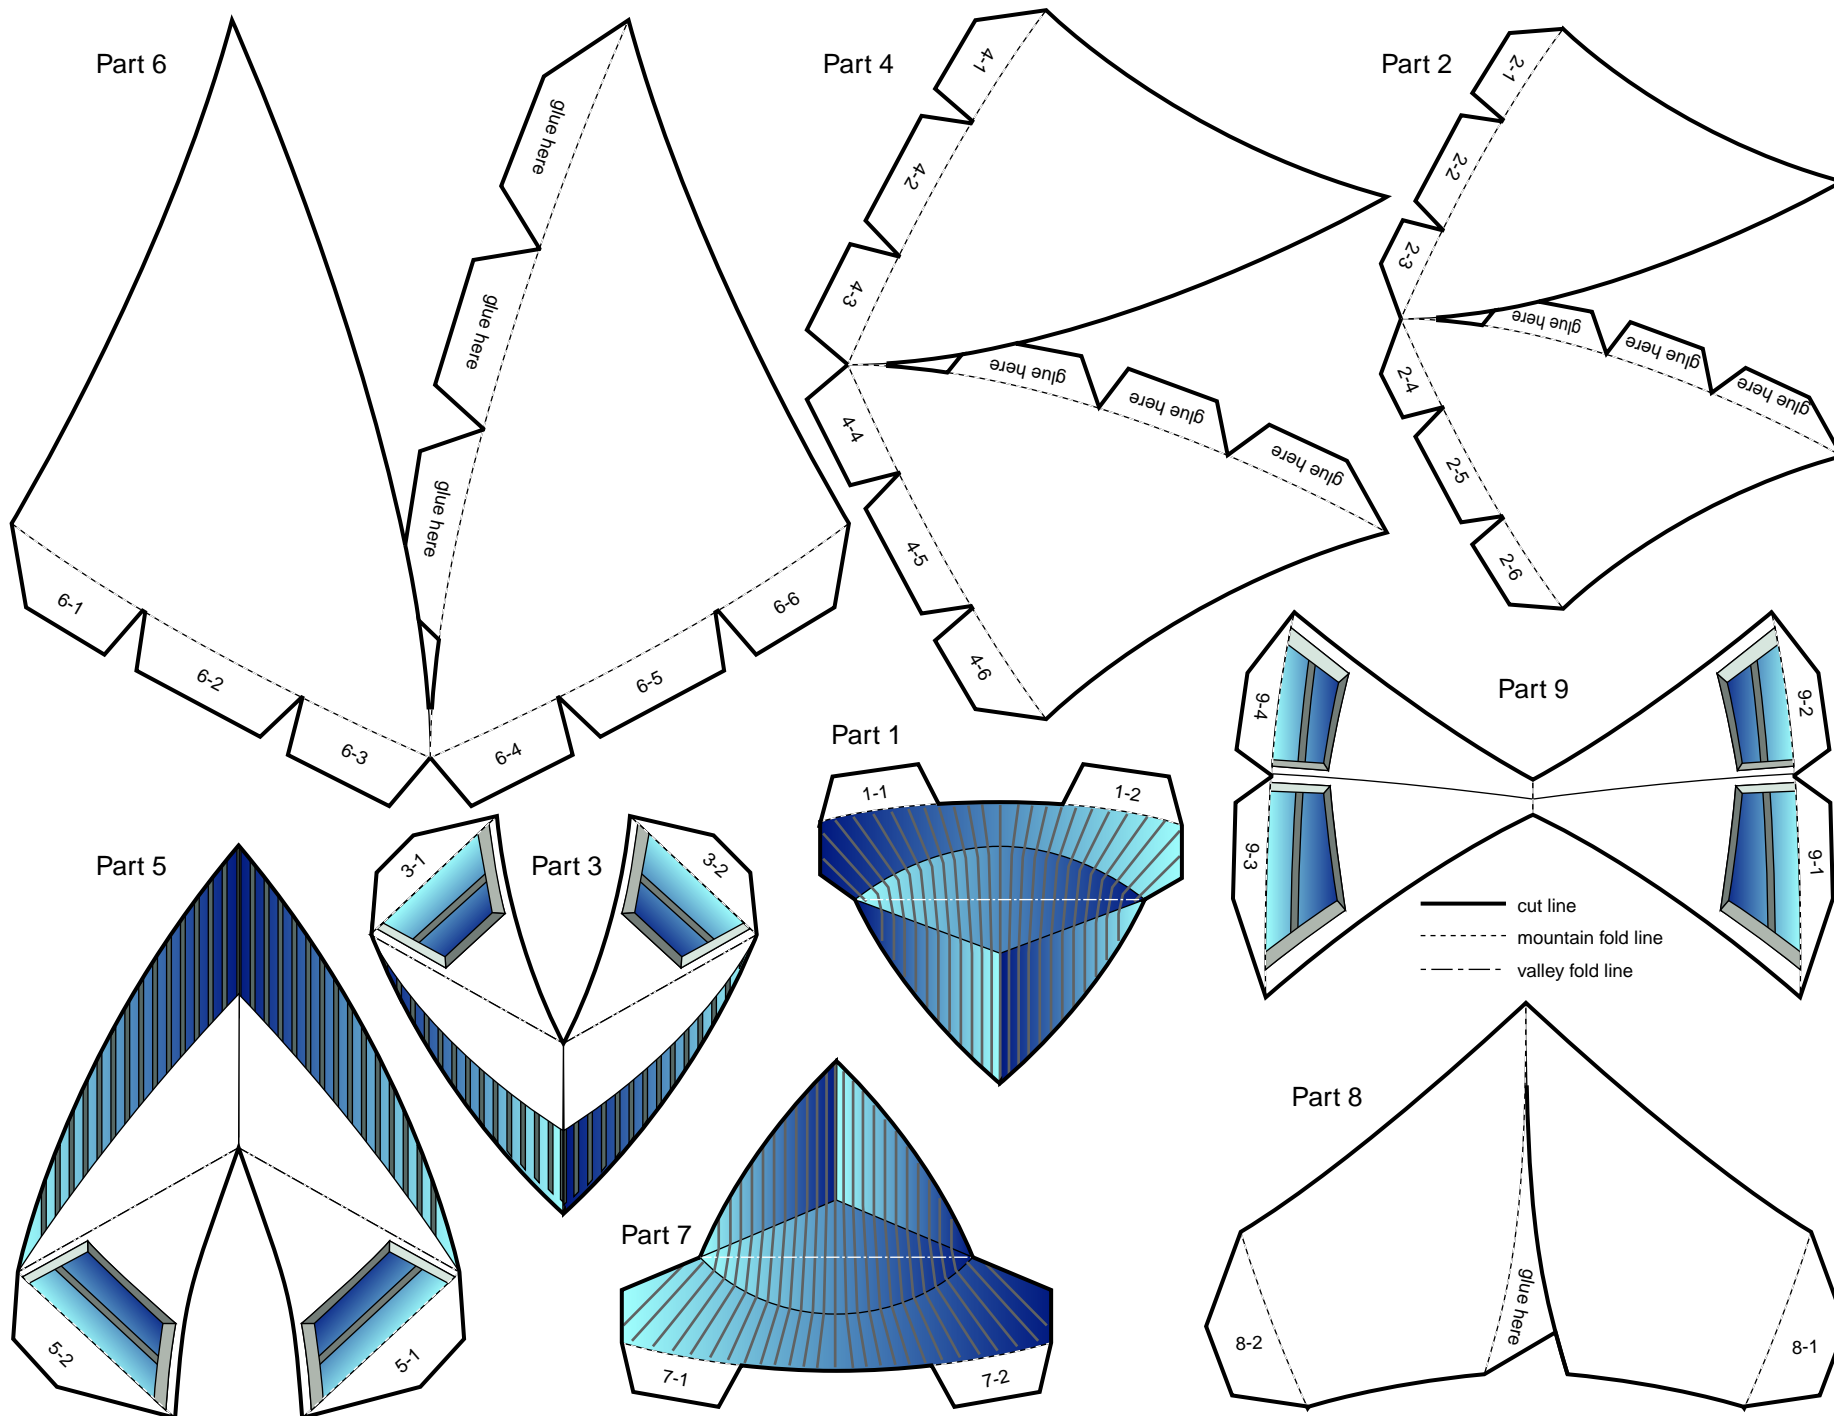 Part 6
glue here
glue here
glue here
6-1
6-2
6-3
6-4
6-5
6-6
Part 4
4-1
4-2
4-3
4-4
4-5
4-6
glue here
glue here
glue here
Part 2
2-1
2-2
2-3
2-4
2-5
2-6
glue here
glue here
glue here
Part 9
9-4
9-2
9-3
9-1
cut line
mountain fold line
valley fold line
Part 1
1-1
1-2
Part 5
5-2
5-1
Part 3
3-1
3-2
Part 7
7-1
7-2
Part 8
glue here
8-2
8-1